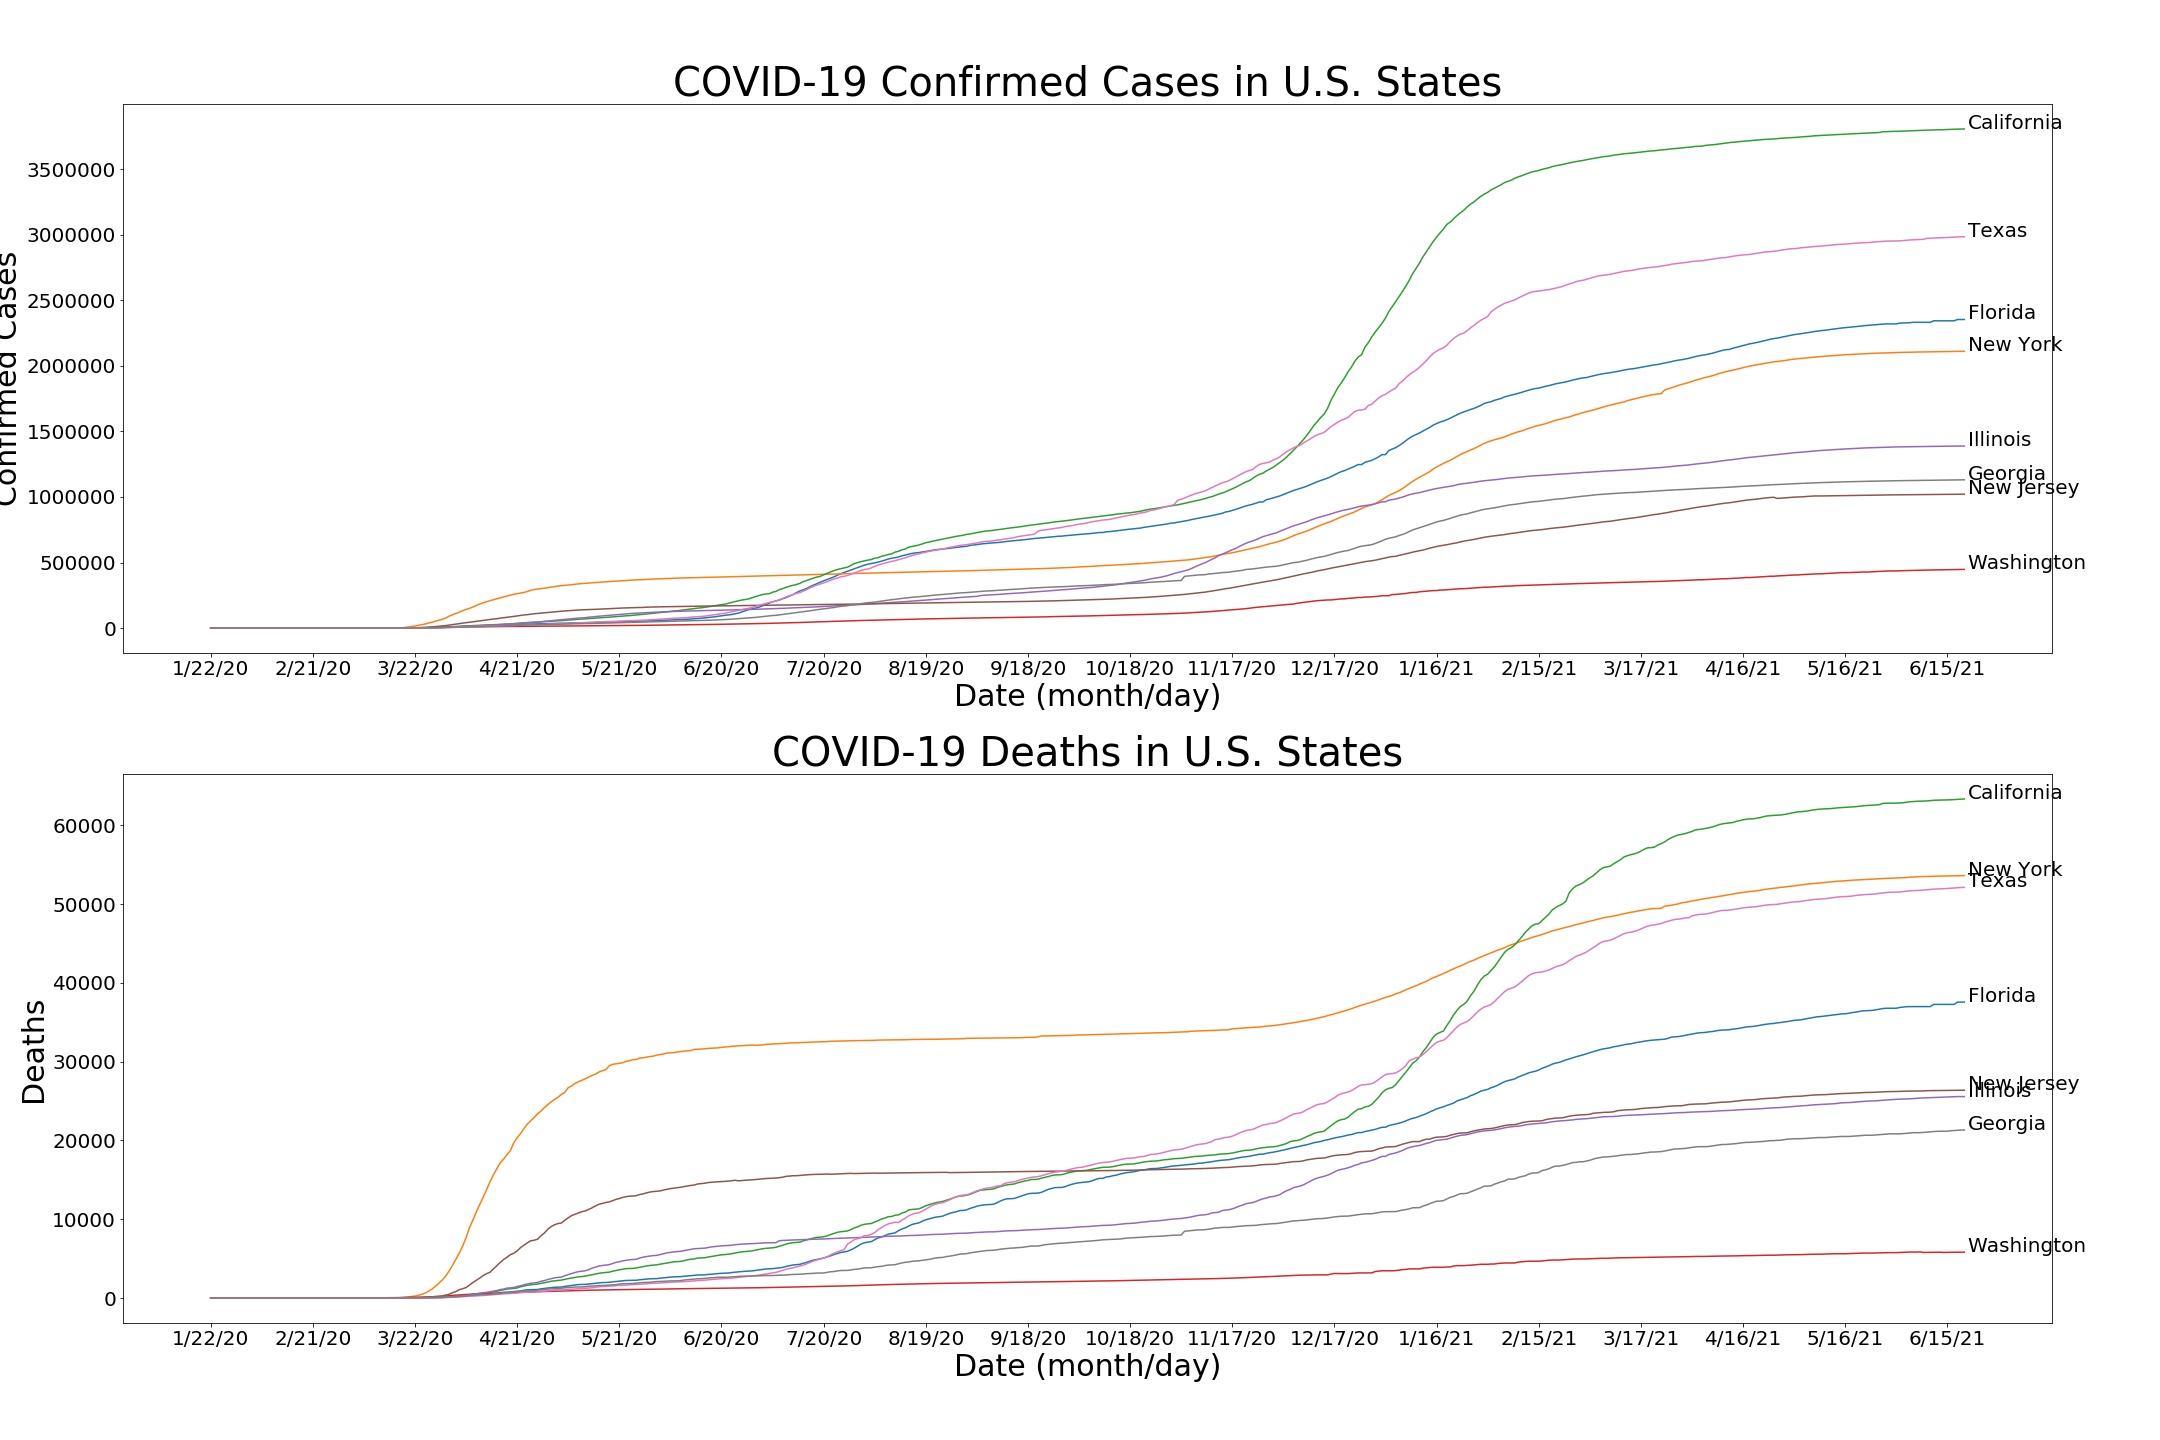 COVID-19 Confirmed Cases in U.S. States
Confirmed Cases
3500000
3000000
2500000
2000000
1500000
1000000
500000
0
California
Texas
Florida
New York
Illinois
Georgia
New Jersey
Washington
1/22/20 2/21/20 3/22/20 4/21/20 5/21/20 6/20/20 7/20/20 8/19/20 9/18/20 10/18/20 11/17/20 12/17/20 1/16/21 2/15/21 3/17/21 4/16/21 5/16/21 6/15/21
Date (month/day)
COVID-19 Deaths in U.S. States
Deaths
60000
50000
40000
30000
20000
10000
0
California
New York
Texas
Florida
New Jersey
Illinois
Georgia
Washington
1/22/20 2/21/20 3/22/20 4/21/20 5/21/20 6/20/20 7/20/20 8/19/20 9/18/20 10/18/20 11/17/20 12/17/20 1/16/21 2/15/21 3/17/21 4/16/21 5/16/21 6/15/21
Date (month/day)